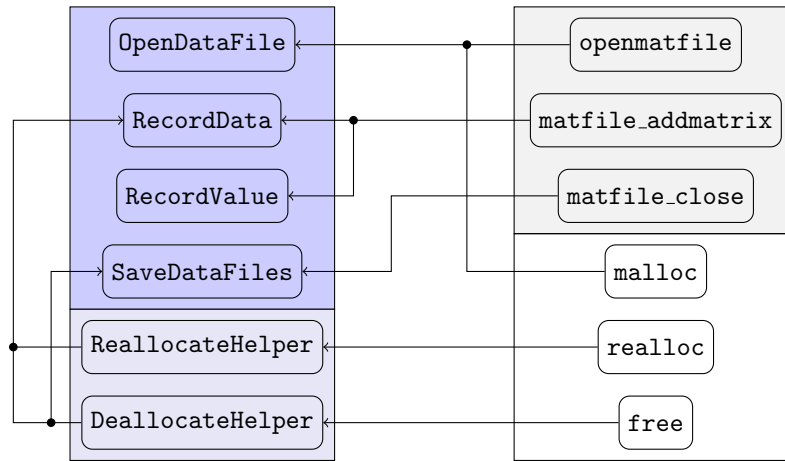 OpenDataFile
openmatfile
RecordData
matfile_addmatrix
RecordValue
matfile_close
SaveDataFiles
malloc
ReallocateHelper
realloc
DeallocateHelper
free